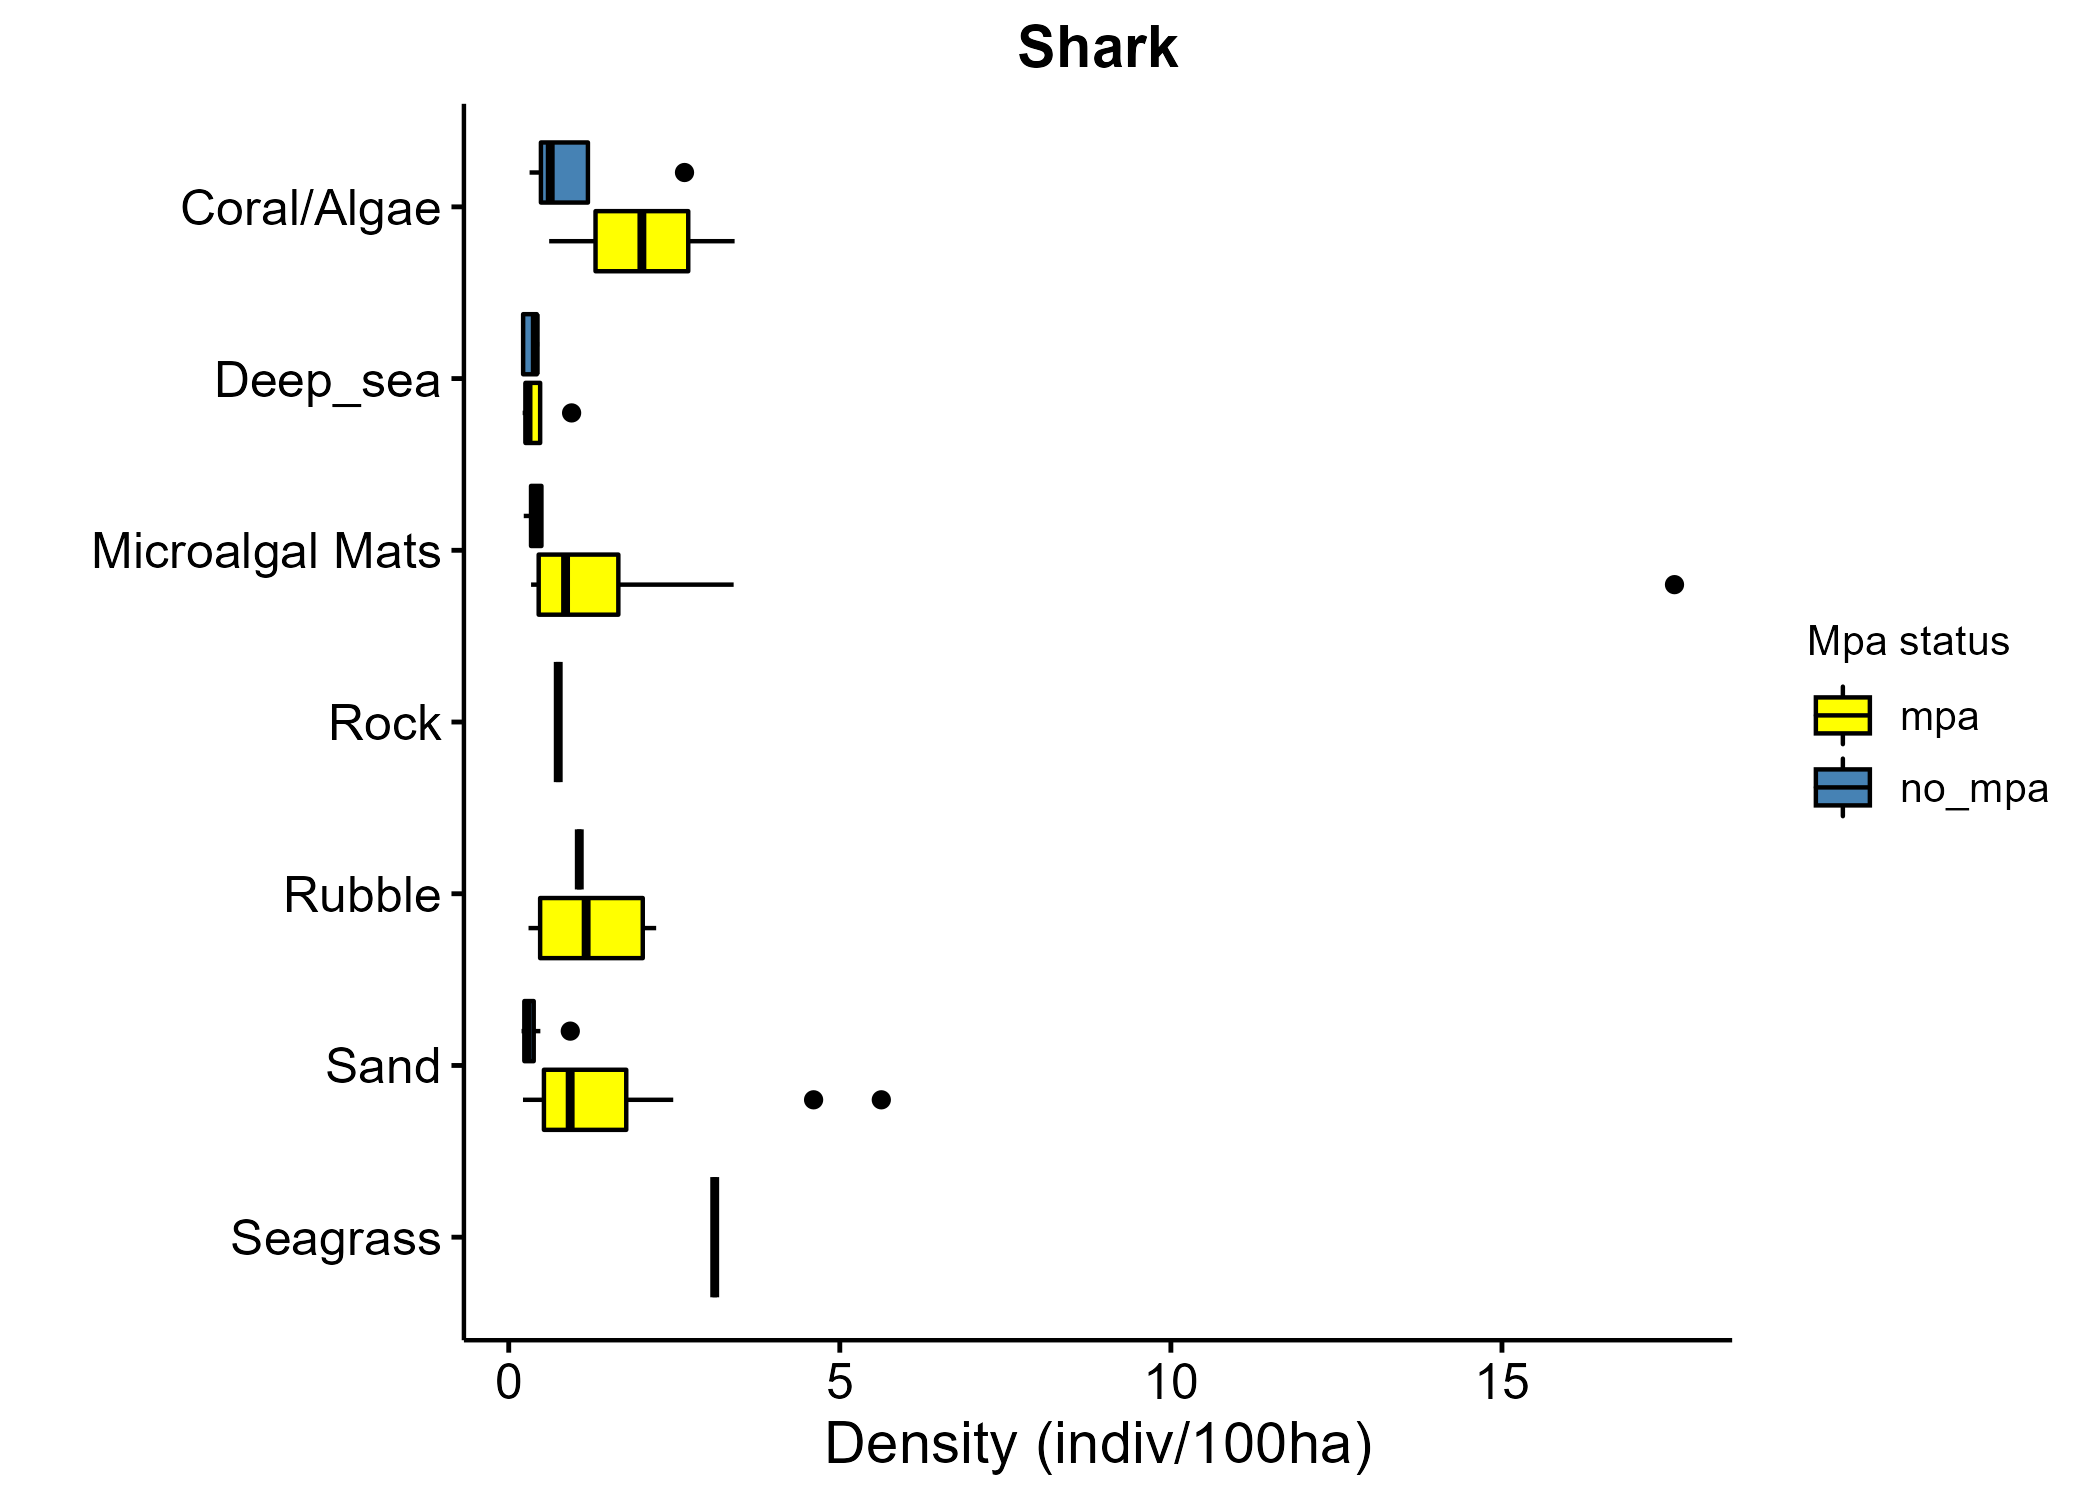 Shark
Coral/Algae
Deep_sea
Microalgal Mats
Rock
Rubble
Sand
Seagrass
0 5 10 15
Density (indiv/100ha)
Mpa status
mpa
no_mpa